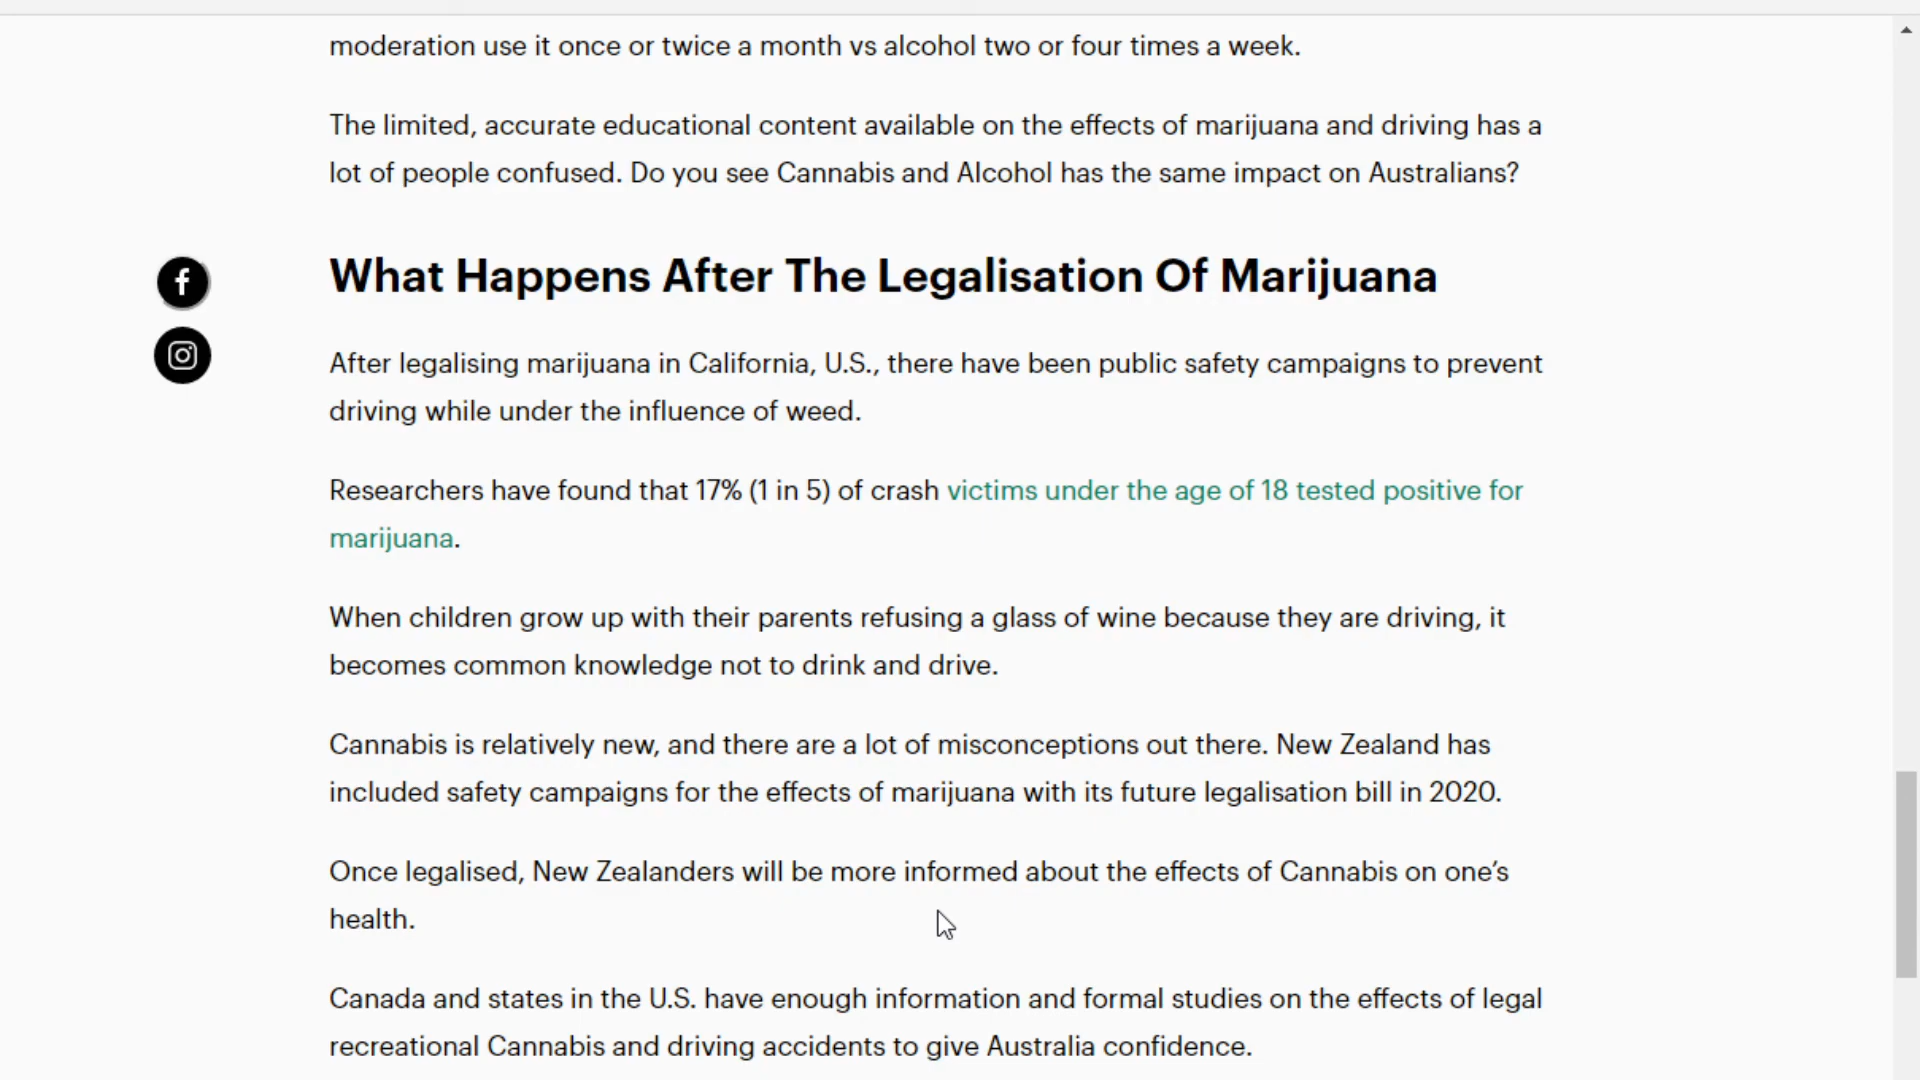 moderation use it once or twice a month vs alcohol two or four times a week.
The limited, accurate educational content available on the effects of marijuana and driving has a
lot of people confused. Do you see Cannabis and Alcohol has the same impact on Australians?
What Happens After The Legalisation Of Marijuana
After legalising marijuana in California, U.S., there have been public safety campaigns to prevent
driving while under the influence of weed.
Researchers have found that 17% (1 in 5) of crash victims under the age of 18 tested positive for
marijuana.
When children grow up with their parents refusing a glass of wine because they are driving, it
becomes common knowledge not to drink and drive.
Cannabis is relatively new, and there are a lot of misconceptions out there. New Zealand has
included safety campaigns for the effects of marijuana with its future legalisation bill in 2020.
Once legalised, New Zealanders will be more informed about the effects of Cannabis on one’s
health.
Canada and states in the U.S. have enough information and formal studies on the effects of legal
recreational Cannabis and driving accidents to give Australia confidence.